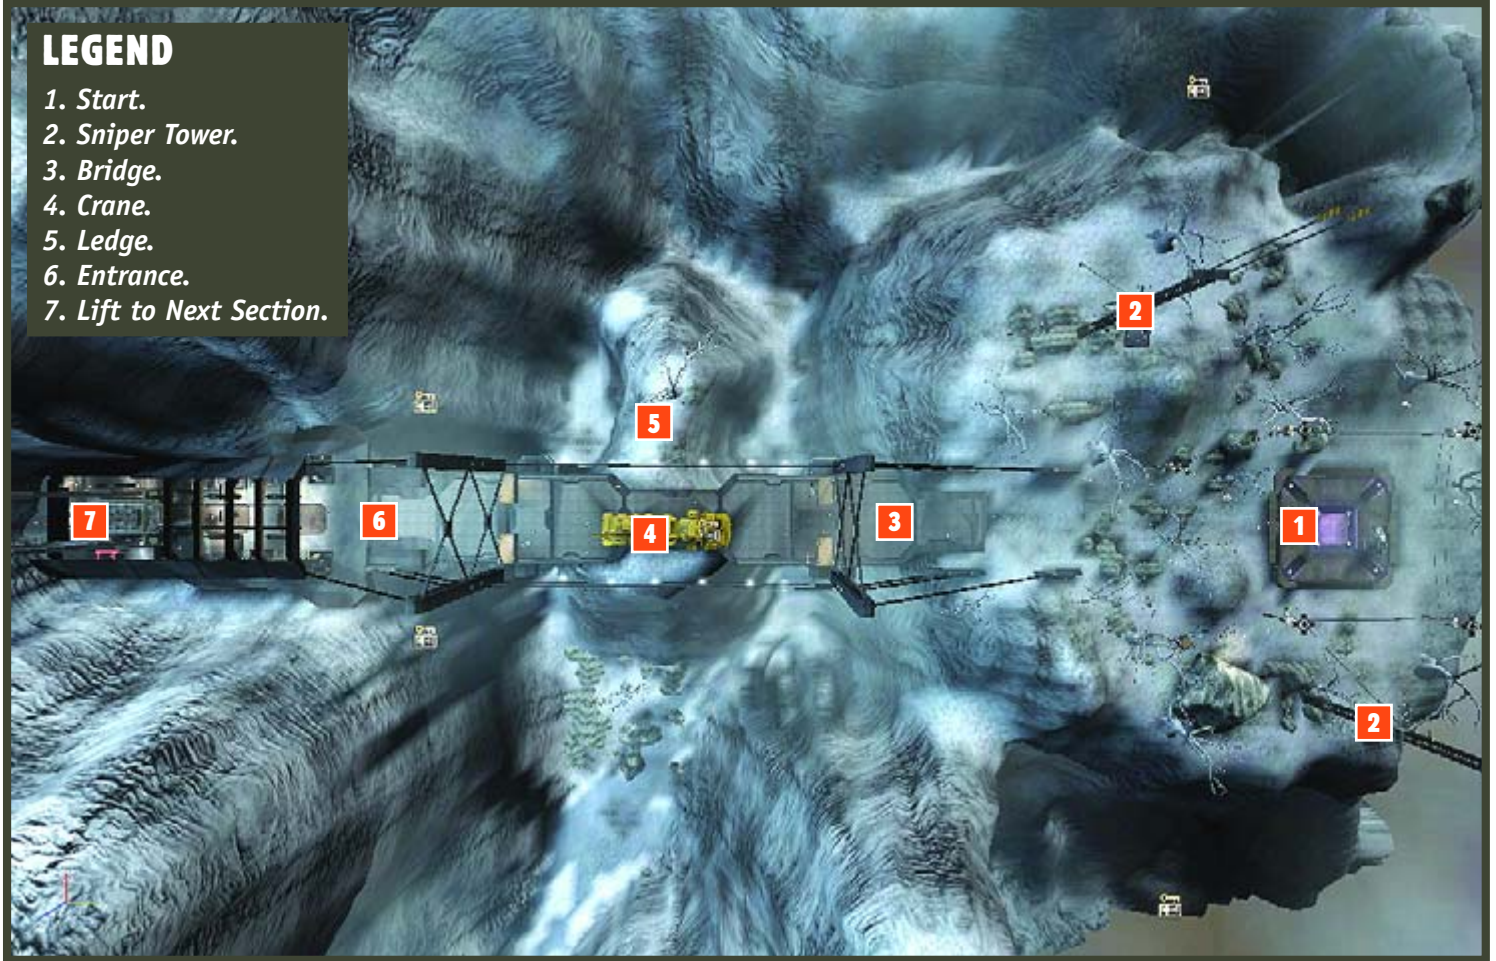 LEGEND
1. Start.
2. Sniper Tower.
3. Bridge.
4. Crane.
5. Ledge.
6. Entrance.
7. Lift to Next Section.
2
5
7
6
4
3
1
2